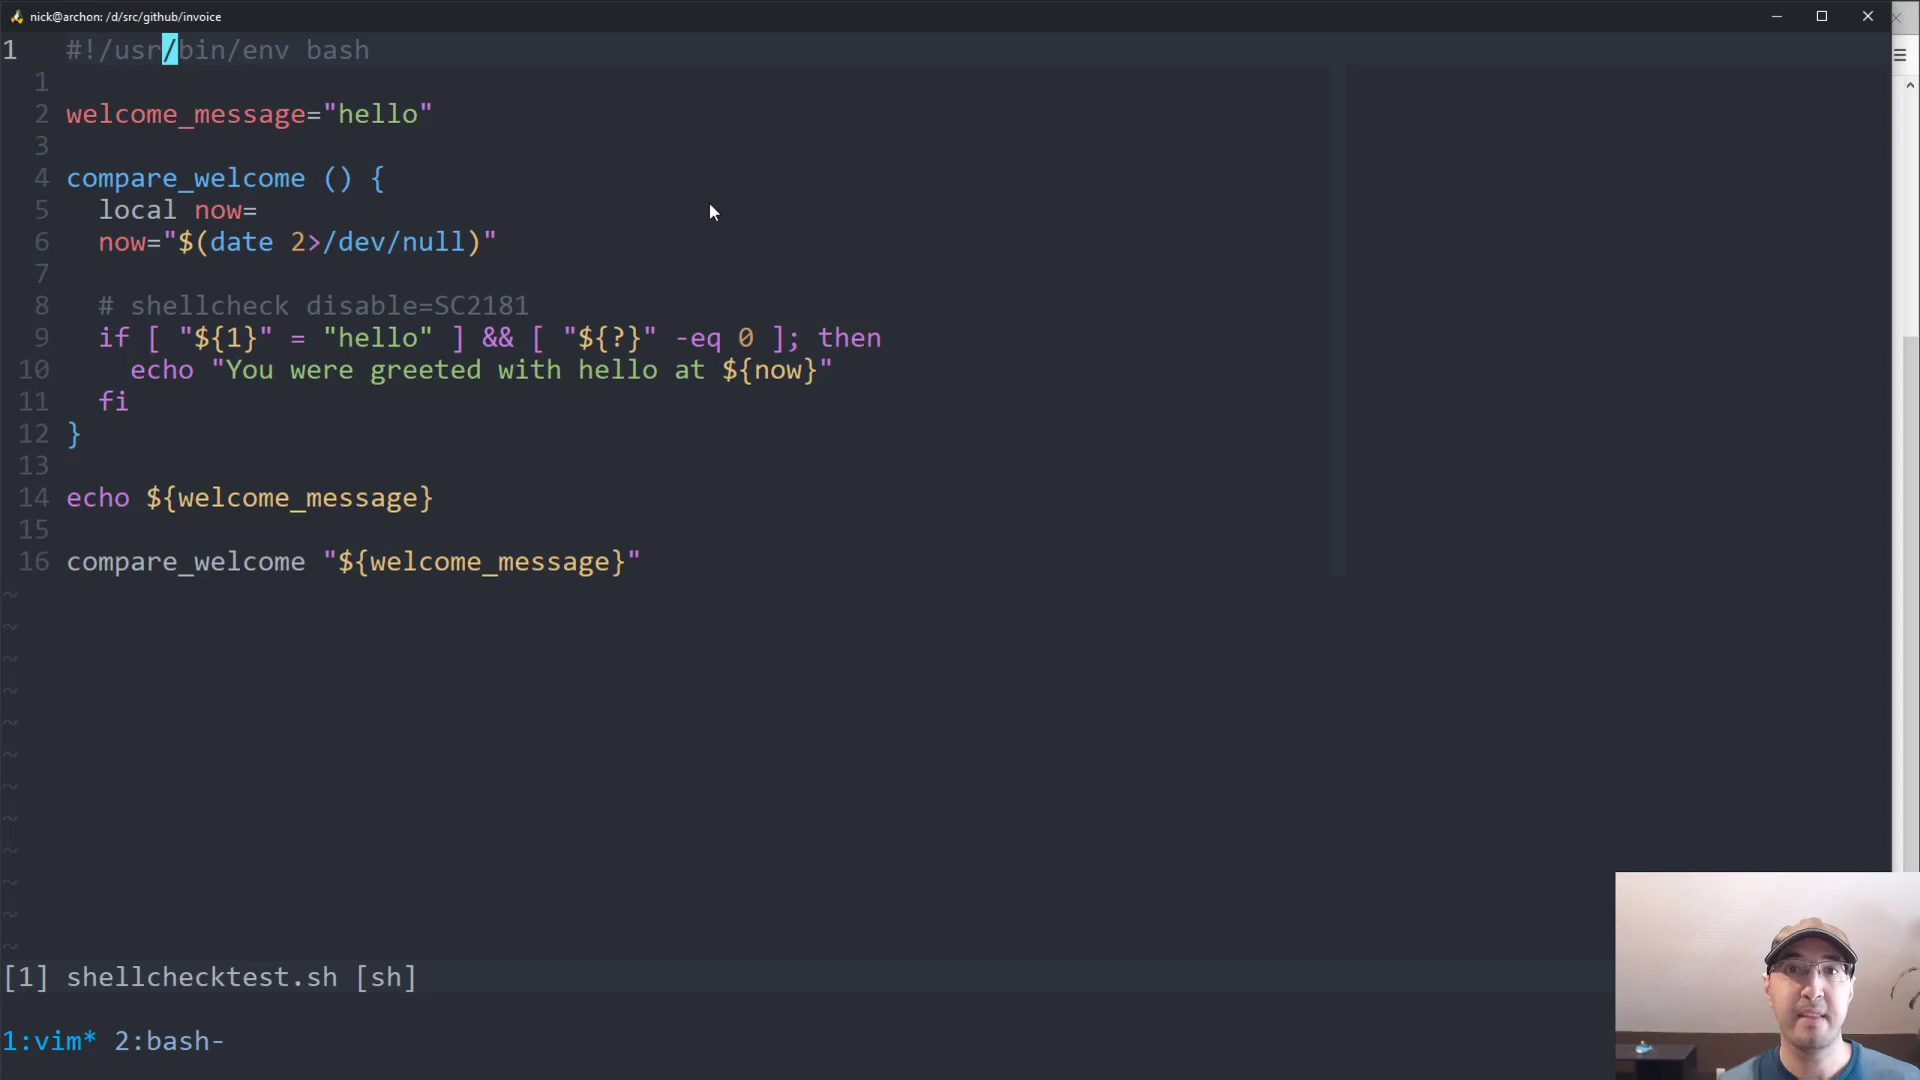 nick@archon: /d/src/github/invoice
1 #!/usr/bin/env bash
1
2 welcome_message="hello"
3
4 compare_welcome () {
5   local now=
6   now="$(date 2>/dev/null)"
7
8   # shellcheck disable=SC2181
9   if [ "${1}" = "hello" ] && [ "${?}" -eq 0 ]; then
10     echo "You were greeted with hello at ${now}"
11   fi
12 }
13
14 echo ${welcome_message}
15
16 compare_welcome "${welcome_message}"
~
~
~
~
~
~
~
~
~
~
~
~
[1] shellchecktest.sh [sh]
1:vim* 2:bash-